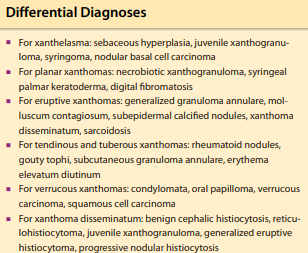 Differential Diagnoses
▪ For xanthelasma: sebaceous hyperplasia, juvenile xanthogranu-
loma, syringoma, nodular basal cell carcinoma
▪ For planar xanthomas: necrobiotic xanthogranuloma, syringeal
palmar keratoderma, digital fibromatosis
▪ For eruptive xanthomas: generalized granuloma annulare, mol-
luscum contagiosum, subepidermal calcified nodules, xanthoma
disseminatum, sarcoidosis
▪ For tendinous and tuberous xanthomas: rheumatoid nodules,
gouty tophi, subcutaneous granuloma annulare, erythema
elevatum diutinum
▪ For verrucous xanthomas: condylomata, oral papilloma, verrucous
carcinoma, squamous cell carcinoma
▪ For xanthoma disseminatum: benign cephalic histiocytosis, reticu-
lohistiocytoma, juvenile xanthogranuloma, generalized eruptive
histiocytoma, progressive nodular histiocytosis